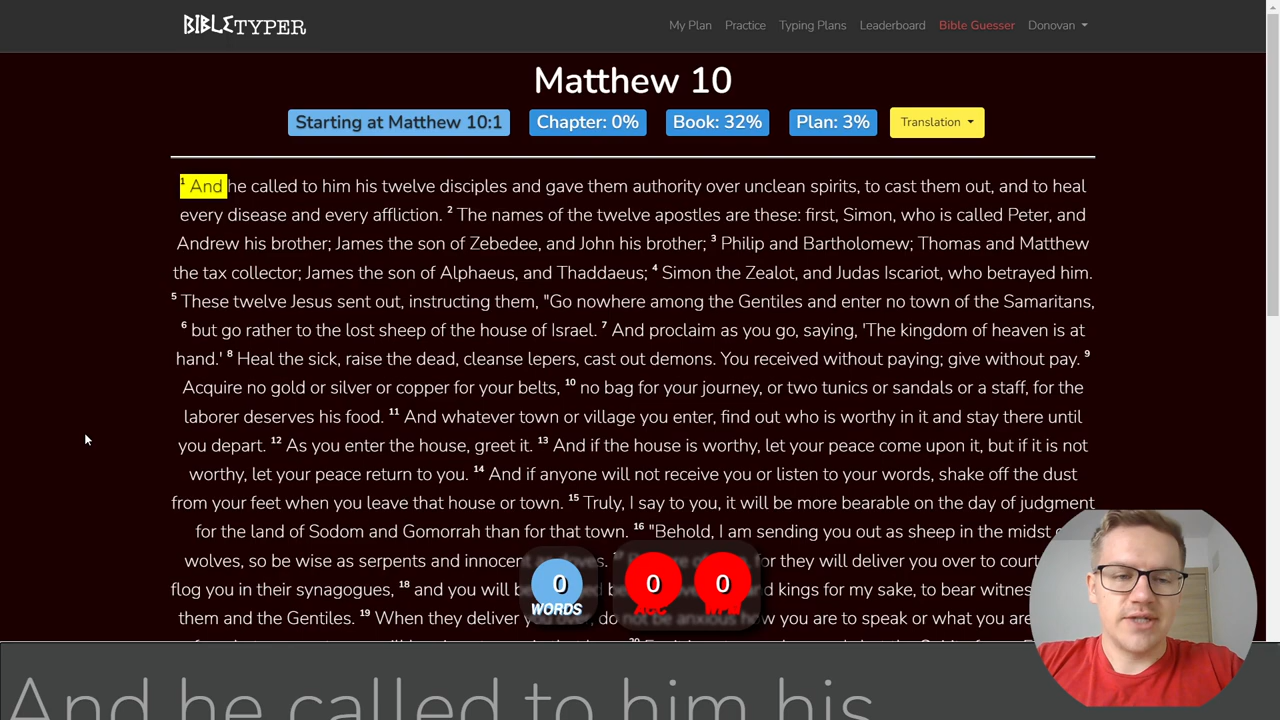 BIBLETYPER
My Plan Practice Typing Plans Leaderboard Bible Guesser Donovan
Matthew 10
Starting at Matthew 10:1 Chapter: 0% Book: 32% Plan: 3% Translation
1 And he called to him his twelve disciples and gave them authority over unclean spirits, to cast them out, and to heal
every disease and every affliction. 2 The names of the twelve apostles are these: first, Simon, who is called Peter, and
Andrew his brother; James the son of Zebedee, and John his brother; 3 Philip and Bartholomew; Thomas and Matthew
the tax collector; James the son of Alphaeus, and Thaddaeus; 4 Simon the Zealot, and Judas Iscariot, who betrayed him.
5 These twelve Jesus sent out, instructing them, "Go nowhere among the Gentiles and enter no town of the Samaritans,
6 but go rather to the lost sheep of the house of Israel. 7 And proclaim as you go, saying, 'The kingdom of heaven is at
hand.' 8 Heal the sick, raise the dead, cleanse lepers, cast out demons. You received without paying; give without pay. 9
Acquire no gold or silver or copper for your belts, 10 no bag for your journey, or two tunics or sandals or a staff, for the
laborer deserves his food. 11 And whatever town or village you enter, find out who is worthy in it and stay there until
you depart. 12 As you enter the house, greet it. 13 And if the house is worthy, let your peace come upon it, but if it is not
worthy, let your peace return to you. 14 And if anyone will not receive you or listen to your words, shake off the dust
from your feet when you leave that house or town. 15 Truly, I say to you, it will be more bearable on the day of judgment
for the land of Sodom and Gomorrah than for that town. 16 "Behold, I am sending you out as sheep in the midst
wolves, so be wise as serpents and innocent for they will deliver you over to
flog you in their synagogues, 18 and you will kings for my sake, to bear
them and the Gentiles. 19 When they deliver how you are to speak or what you are
0 0 0
WORDS ACC
And he called to him his